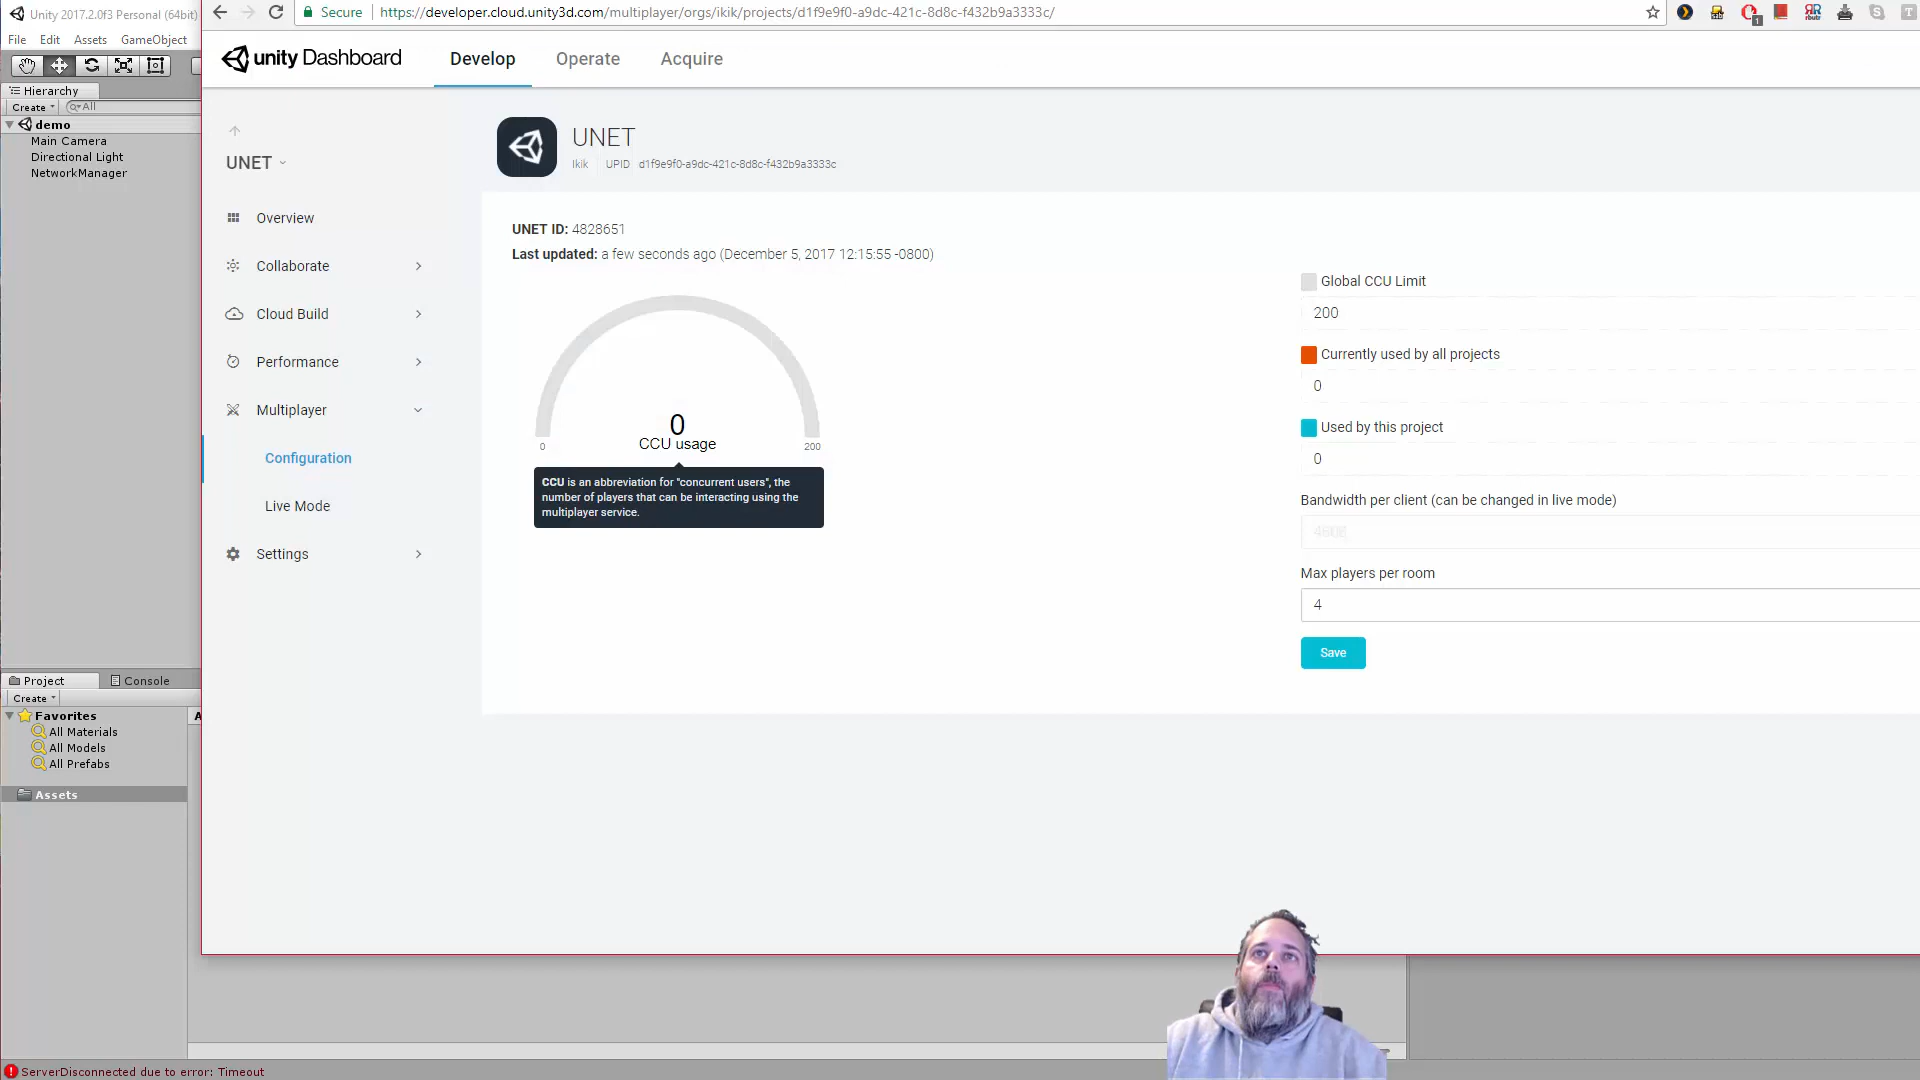 Unity 2017.2.0f3 Personal (64bit)
Secure
https://developer.cloud.unity3d.com/multiplayer/orgs/ikik/projects/d1f9e9f0-a9dc-421c-8d8c-f432b9a3333c/
File Edit Assets GameObject
unity Dashboard
Develop
Operate
Acquire
Hierarchy
Create
All
demo
Main Camera
Directional Light
NetworkManager
UNET
Overview
Collaborate
Cloud Build
Performance
Multiplayer
Configuration
Live Mode
Settings
UNET
Ikik UPID d1f9e9f0-a9dc-421c-8d8c-f432b9a3333c
UNET ID: 4828651
Last updated: a few seconds ago (December 5, 2017 12:15:55 -0800)
0
CCU usage
0
200
CCU is an abbreviation for "concurrent users", the
number of players that can be interacting using the
multiplayer service.
Global CCU Limit
200
Currently used by all projects
0
Used by this project
0
Bandwidth per client (can be changed in live mode)
Max players per room
4
Save
Project
Console
Create
Favorites
All Materials
All Models
All Prefabs
Assets
A
ServerDisconnected due to error: Timeout